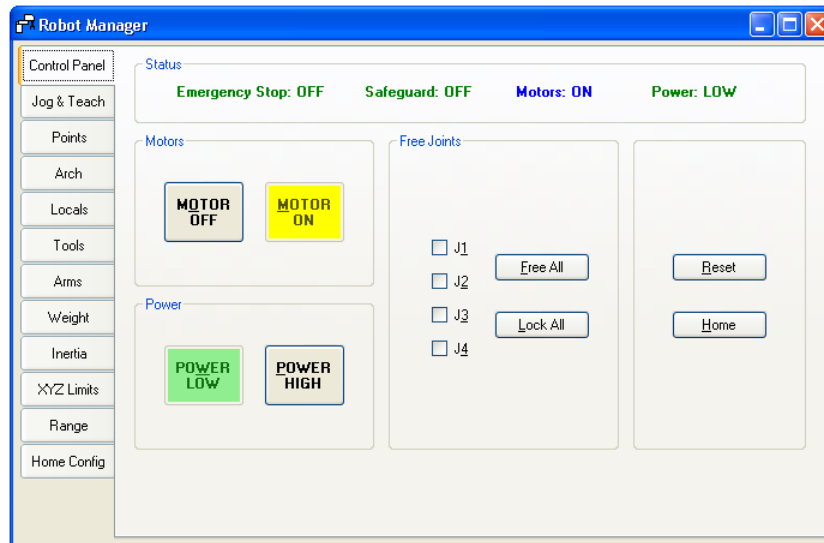 Robot Manager
Control Panel
Jog & Teach
Points
Arch
Locals
Tools
Arms
Weight
Inertia
XYZ Limits
Range
Home Config
Status
Emergency Stop: OFF Safeguard: OFF Motors: ON Power: LOW
Motors
MOTOR
OFF
MOTOR
ON
Power
POWER
LOW
POWER
HIGH
Free Joints
J1
J2
J3
J4
Free All
Lock All
Reset
Home